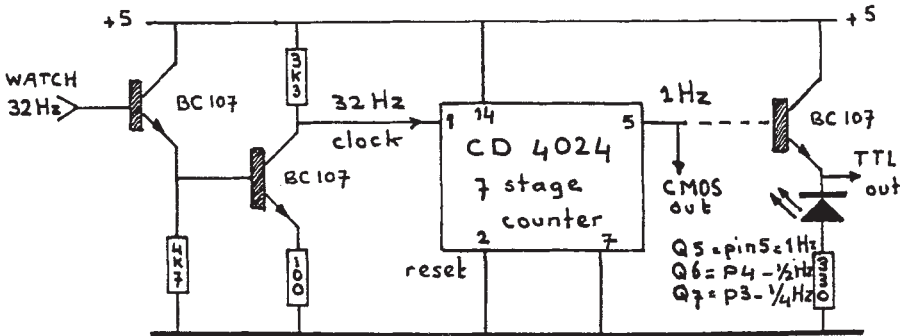 +5
+5
WATCH
32Hz
BC 107
3K3
32 Hz
clock
BC 107
4K7
100
14
1
5
CD 4024
7 stage
counter
2
7
reset
1Hz
CMOS
out
BC 107
TTL
out
Q5 = pin5 = 1Hz
Q6 = P4 - ½Hz
Q7 = P3 - ¼Hz
330